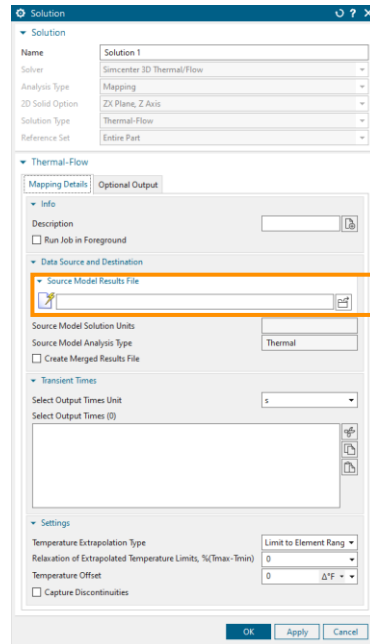 Solution
Solution
Name Solution 1
Solver Simcenter 3D Thermal/Flow
Analysis Type Mapping
2D Solid Option ZX Plane, Z Axis
Solution Type Thermal-Flow
Reference Set Entire Part
Thermal-Flow
Mapping Details Optional Output
Info
Description
Run Job in Foreground
Data Source and Destination
Source Model Results File
Source Model Solution Units
Source Model Analysis Type Thermal
Create Merged Results File
Transient Times
Select Output Times Unit s
Select Output Times (0)
Settings
Temperature Extrapolation Type Limit to Element Rang
Relaxation of Extrapolated Temperature Limits, %(Tmax-Tmin) 0
Temperature Offset 0 Δ°F
Capture Discontinuities
OK Apply Cancel